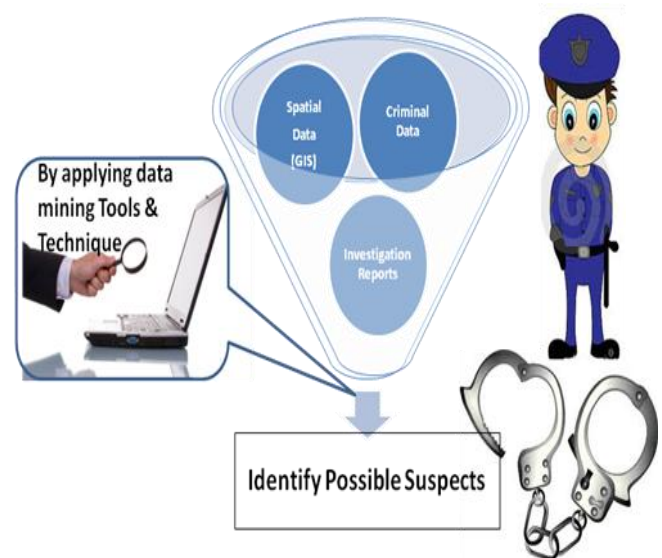 Spatial
Data
(GIS)
Criminal
Data
By applying data
mining Tools &
Technique
Investigation
Reports
Identify Possible Suspects